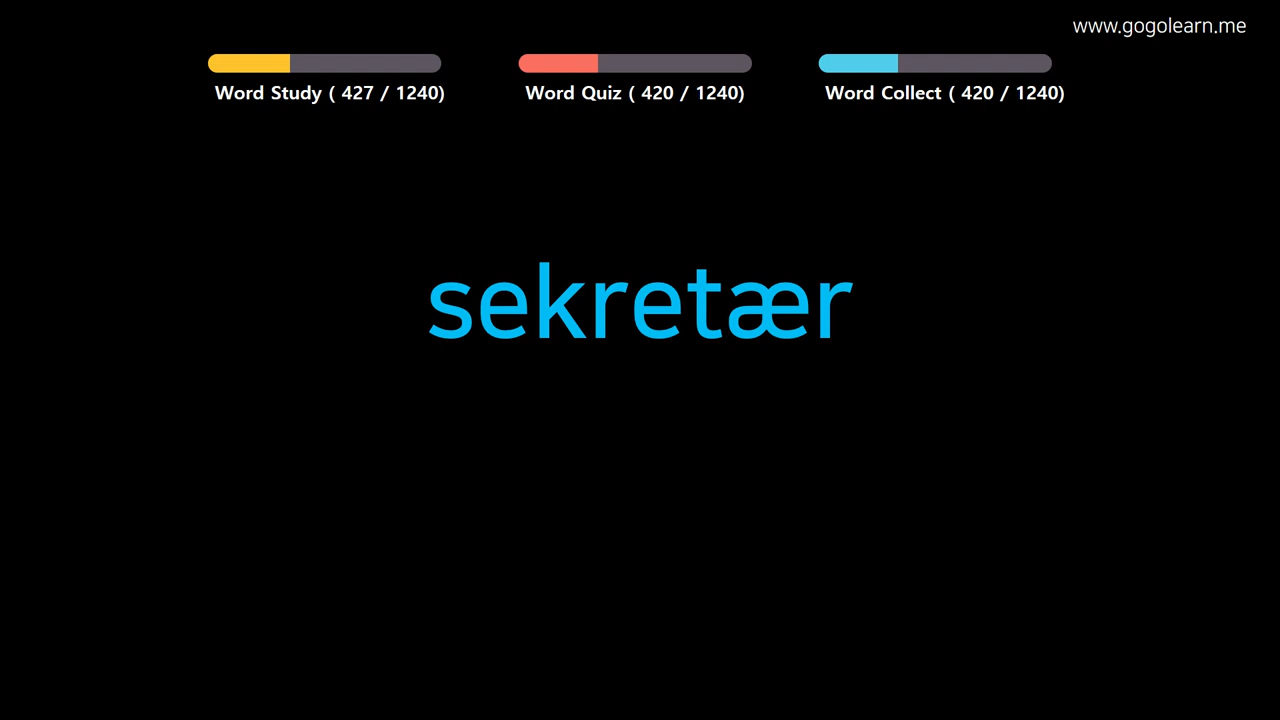 www.gogolearn.me
Word Study ( 427 / 1240)
Word Quiz ( 420 / 1240)
Word Collect ( 420 / 1240)
sekretær